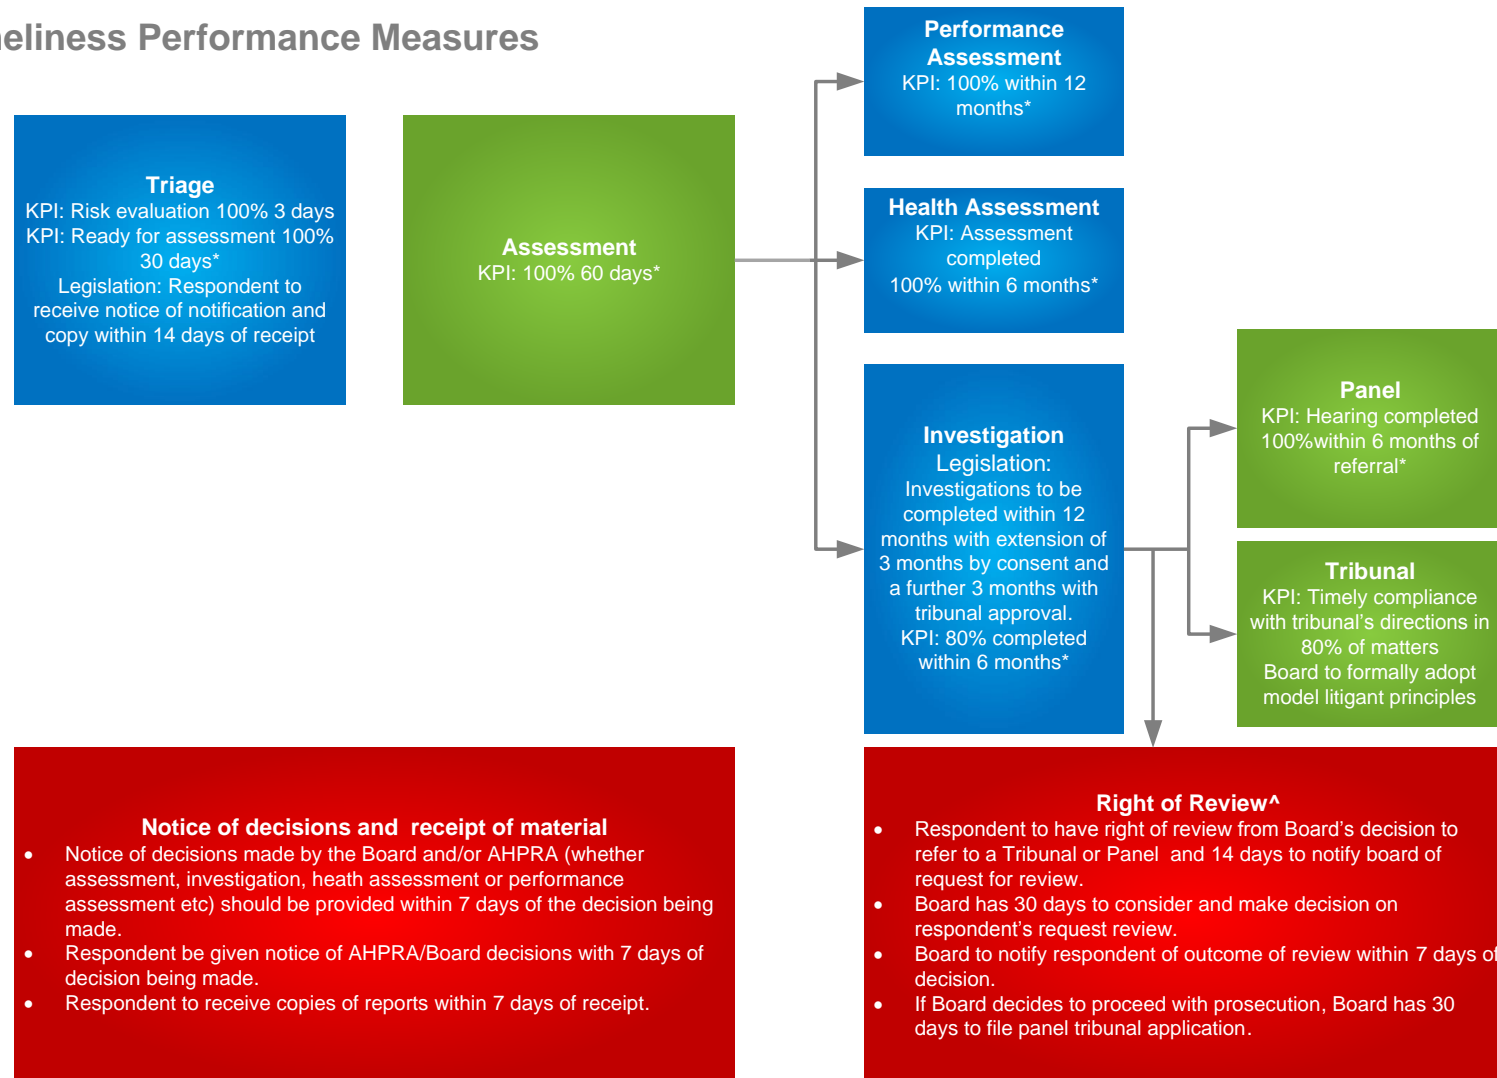 eliness Performance Measures
Triage
KPI: Risk evaluation 100% 3 days
KPI: Ready for assessment 100%
30 days*
Legislation: Respondent to
receive notice of notification and
copy within 14 days of receipt
Assessment
KPI: 100% 60 days*
Performance
Assessment
KPI: 100% within 12
months*
Health Assessment
KPI: Assessment
completed
100% within 6 months*
Investigation
Legislation:
Investigations to be
completed within 12
months with extension of
3 months by consent and
a further 3 months with
tribunal approval.
KPI: 80% completed
within 6 months*
Panel
KPI: Hearing completed
100%within 6 months of
referral*
Tribunal
KPI: Timely compliance
with tribunal’s directions in
80% of matters
Board to formally adopt
model litigant principles
Notice of decisions and  receipt of material
• Notice of decisions made by the Board and/or AHPRA (whether
assessment, investigation, heath assessment or performance
assessment etc) should be provided within 7 days of the decision being
made.
• Respondent be given notice of AHPRA/Board decisions with 7 days of
decision being made.
• Respondent to receive copies of reports within 7 days of receipt.
Right of Review^
• Respondent to have right of review from Board’s decision to
refer to a Tribunal or Panel  and 14 days to notify board of
request for review.
• Board has 30 days to consider and make decision on
respondent’s request review.
• Board to notify respondent of outcome of review within 7 days of
decision.
• If Board decides to proceed with prosecution, Board has 30
days to file panel tribunal application.